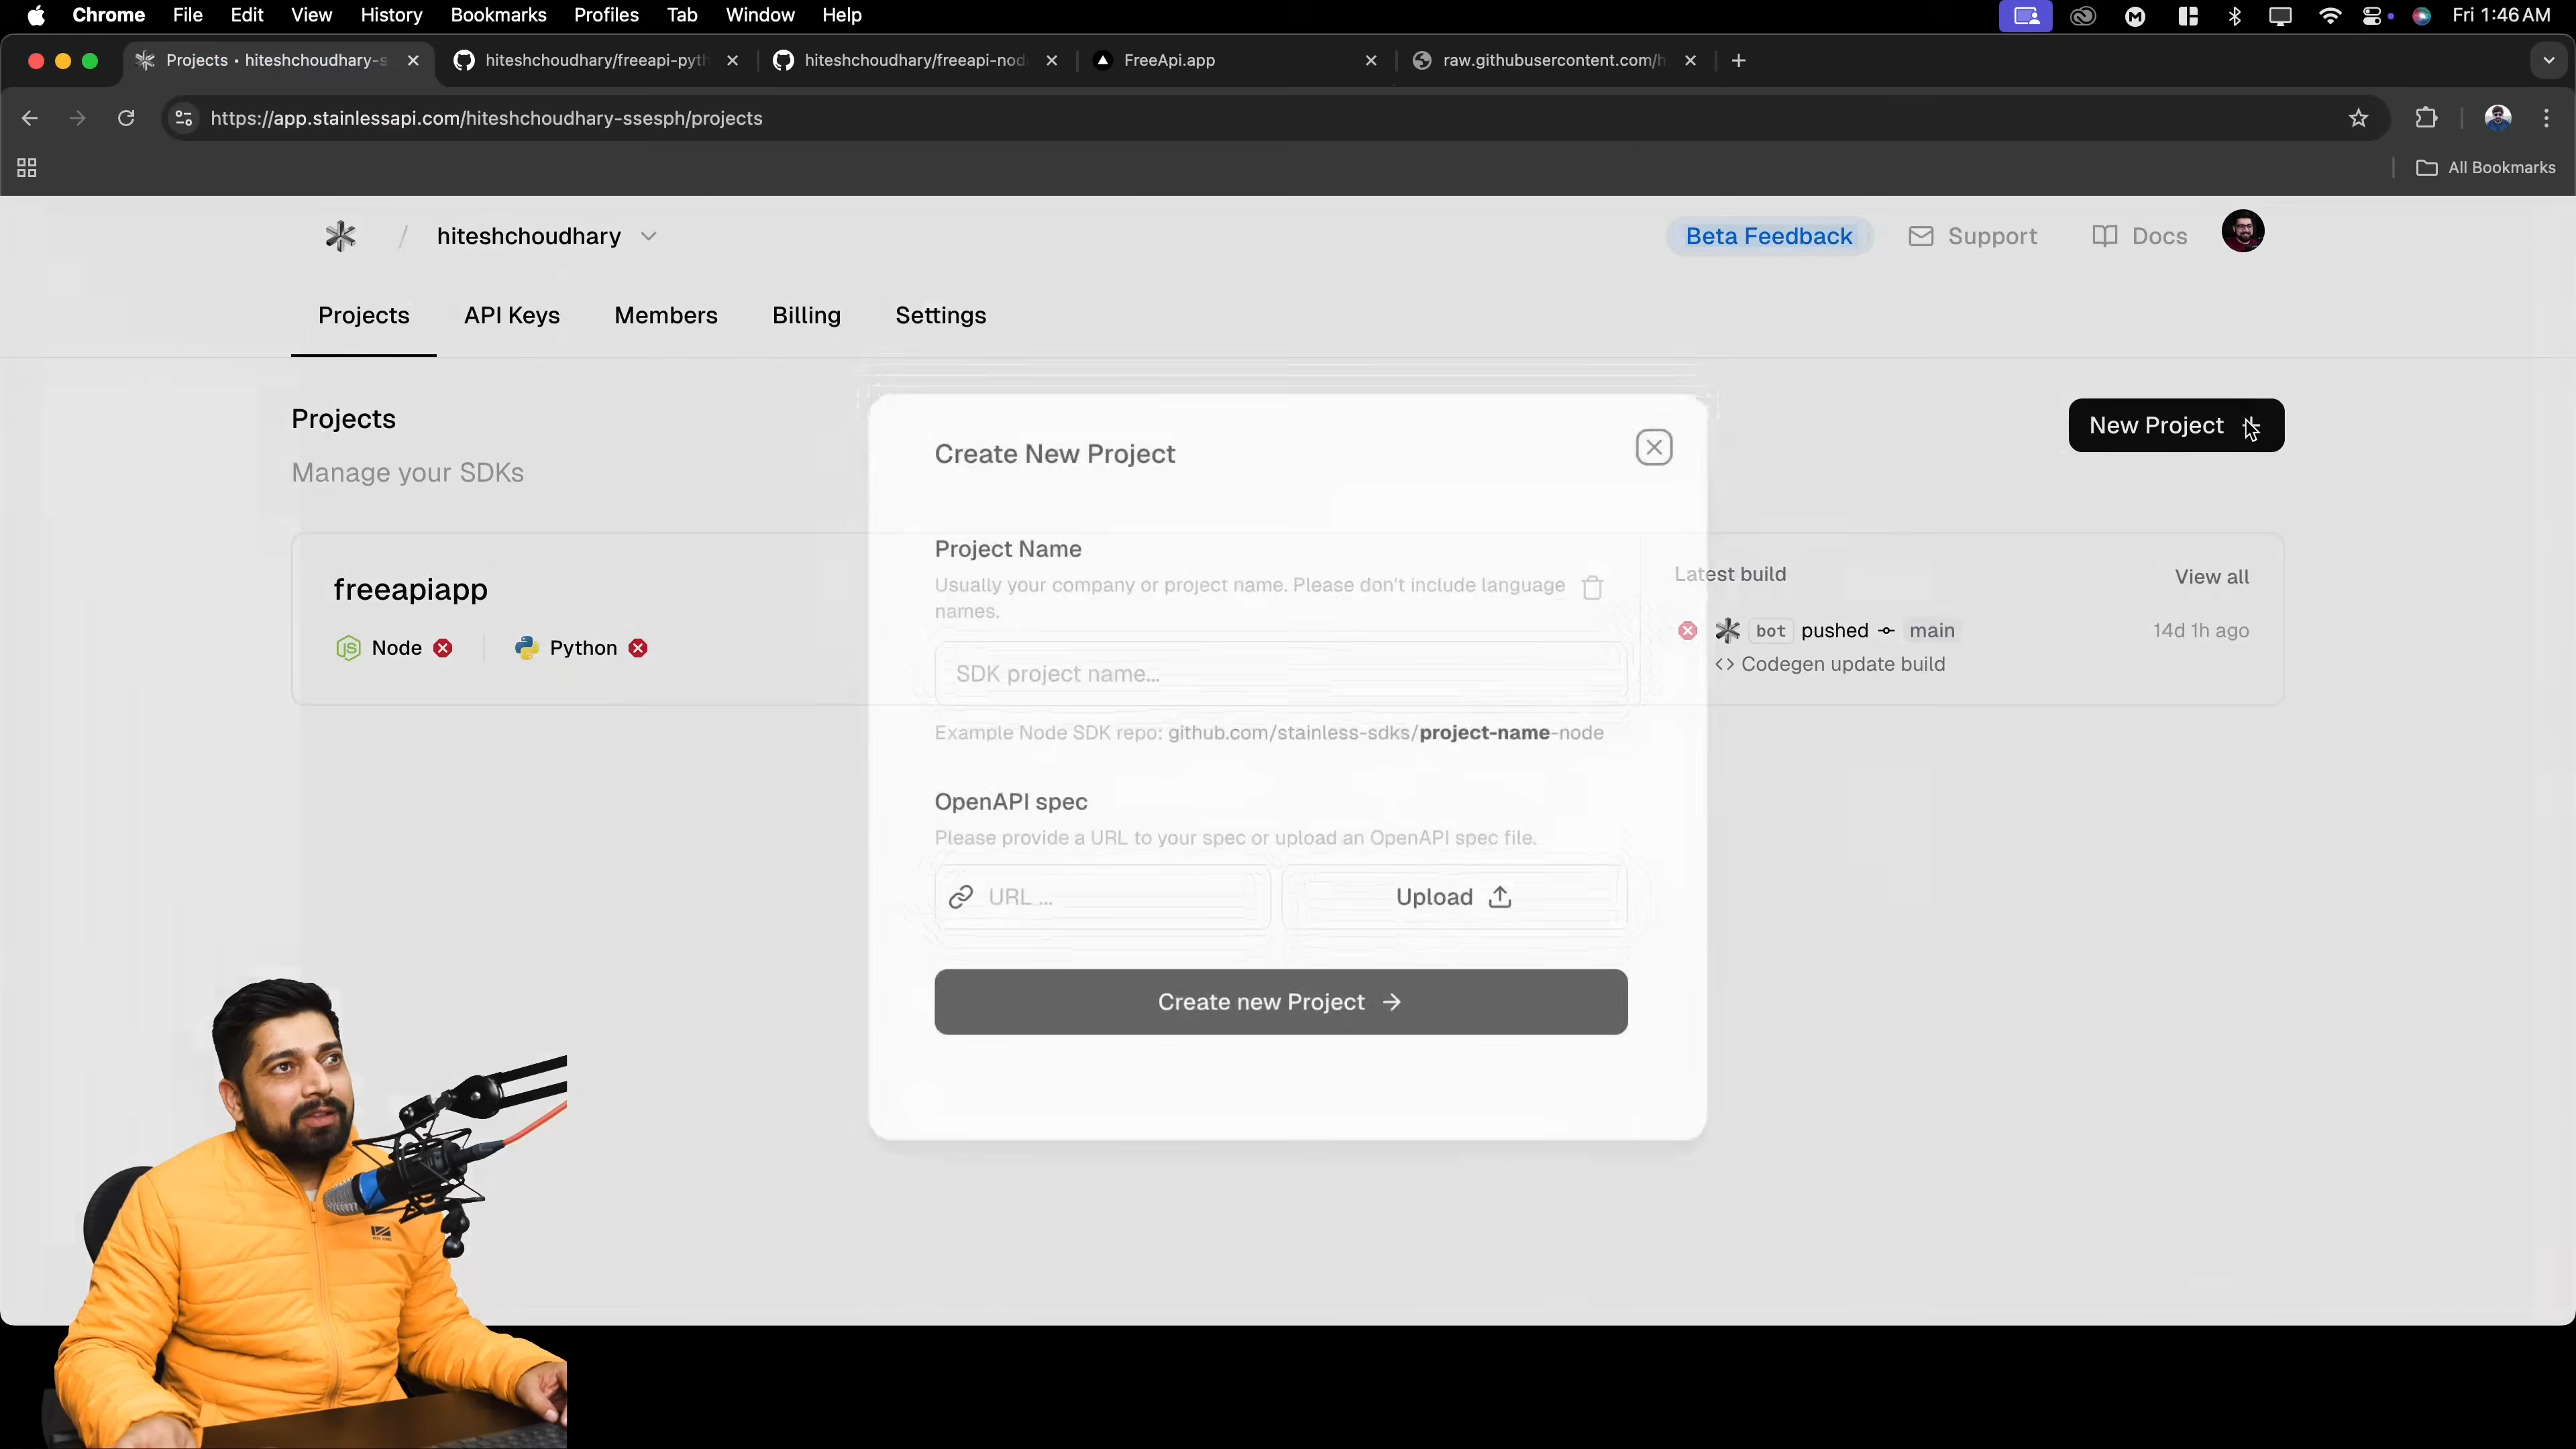 Chrome File Edit View History Bookmarks Profiles Tab Window Help Fri 1:46 AM
Projects • hiteshchoudhary-s hiteshchoudhary/freeapi-pyth hiteshchoudhary/freeapi-nod FreeApi.app raw.githubusercontent.com/h
https://app.stainlessapi.com/hiteshchoudhary-ssesph/projects
All Bookmarks
/ hiteshchoudhary Beta Feedback Support Docs
Projects API Keys Members Billing Settings
Projects
Manage your SDKs
New Project
freeapiapp
Node Python
Latest build View all
bot pushed main 14d 1h ago
<> Codegen update build
Create New Project
Project Name
Usually your company or project name. Please don't include language
names.
SDK project name...
Example Node SDK repo: github.com/stainless-sdks/project-name-node
OpenAPI spec
Please provide a URL to your spec or upload an OpenAPI spec file.
URL ... Upload
Create new Project →